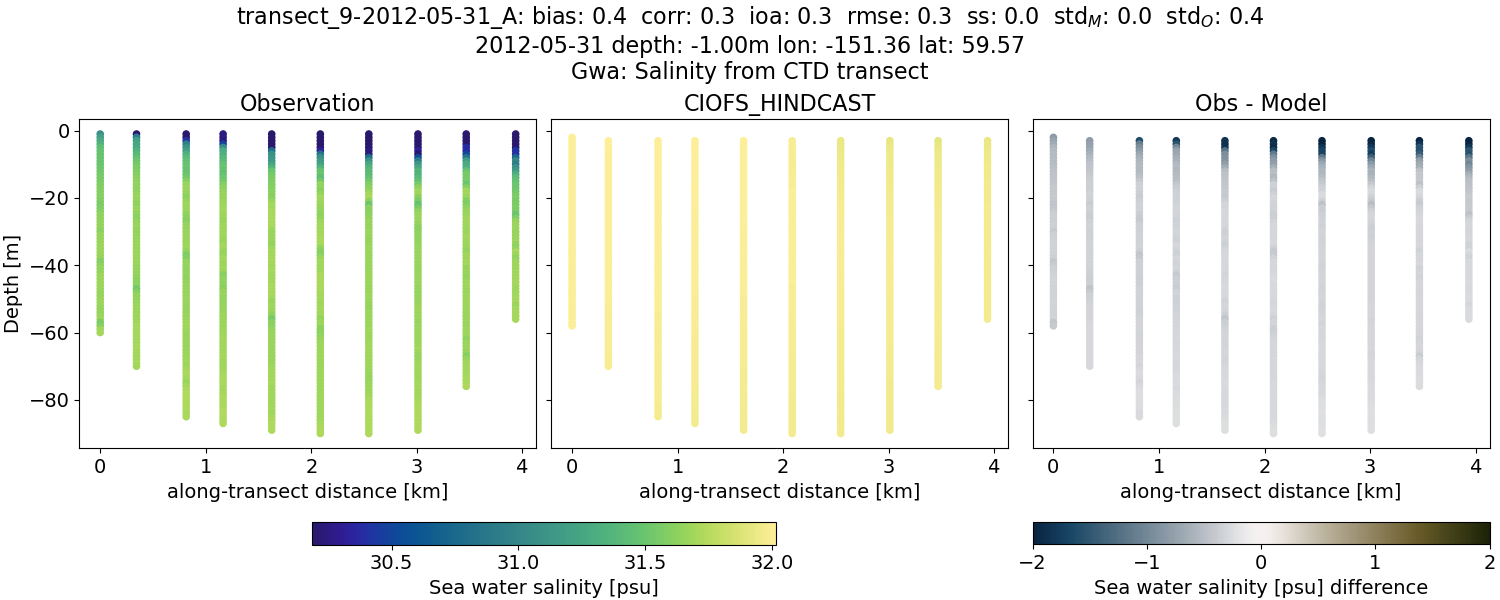 transect_9-2012-05-31_A: bias: 0.4 corr: 0.3 ioa: 0.3 rmse: 0.3 ss: 0.0 std_M: 0.0 std_O: 0.4
2012-05-31 depth: -1.00m lon: -151.36 lat: 59.57
Gwa: Salinity from CTD transect
Observation
CIOFS_HINDCAST
Obs - Model
Depth [m]
0
−20
−40
−60
−80
0 1 2 3 4
0 1 2 3 4
0 1 2 3 4
along-transect distance [km]
along-transect distance [km]
along-transect distance [km]
30.5 31.0 31.5 32.0
Sea water salinity [psu]
−2 −1 0 1 2
Sea water salinity [psu] difference